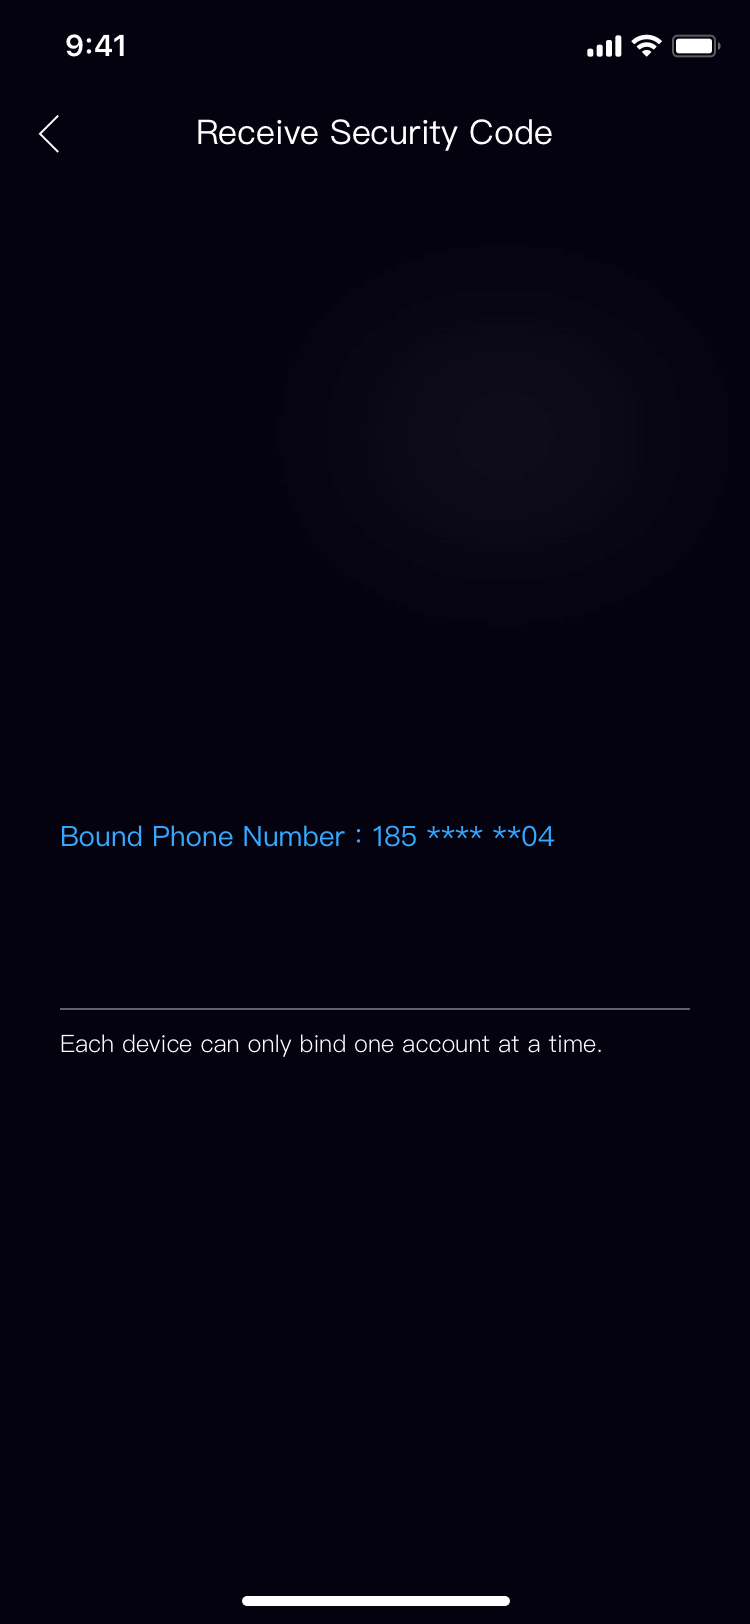 9:41
Receive Security Code
Bound Phone Number : 185 **** **04
Each device can only bind one account at a time.